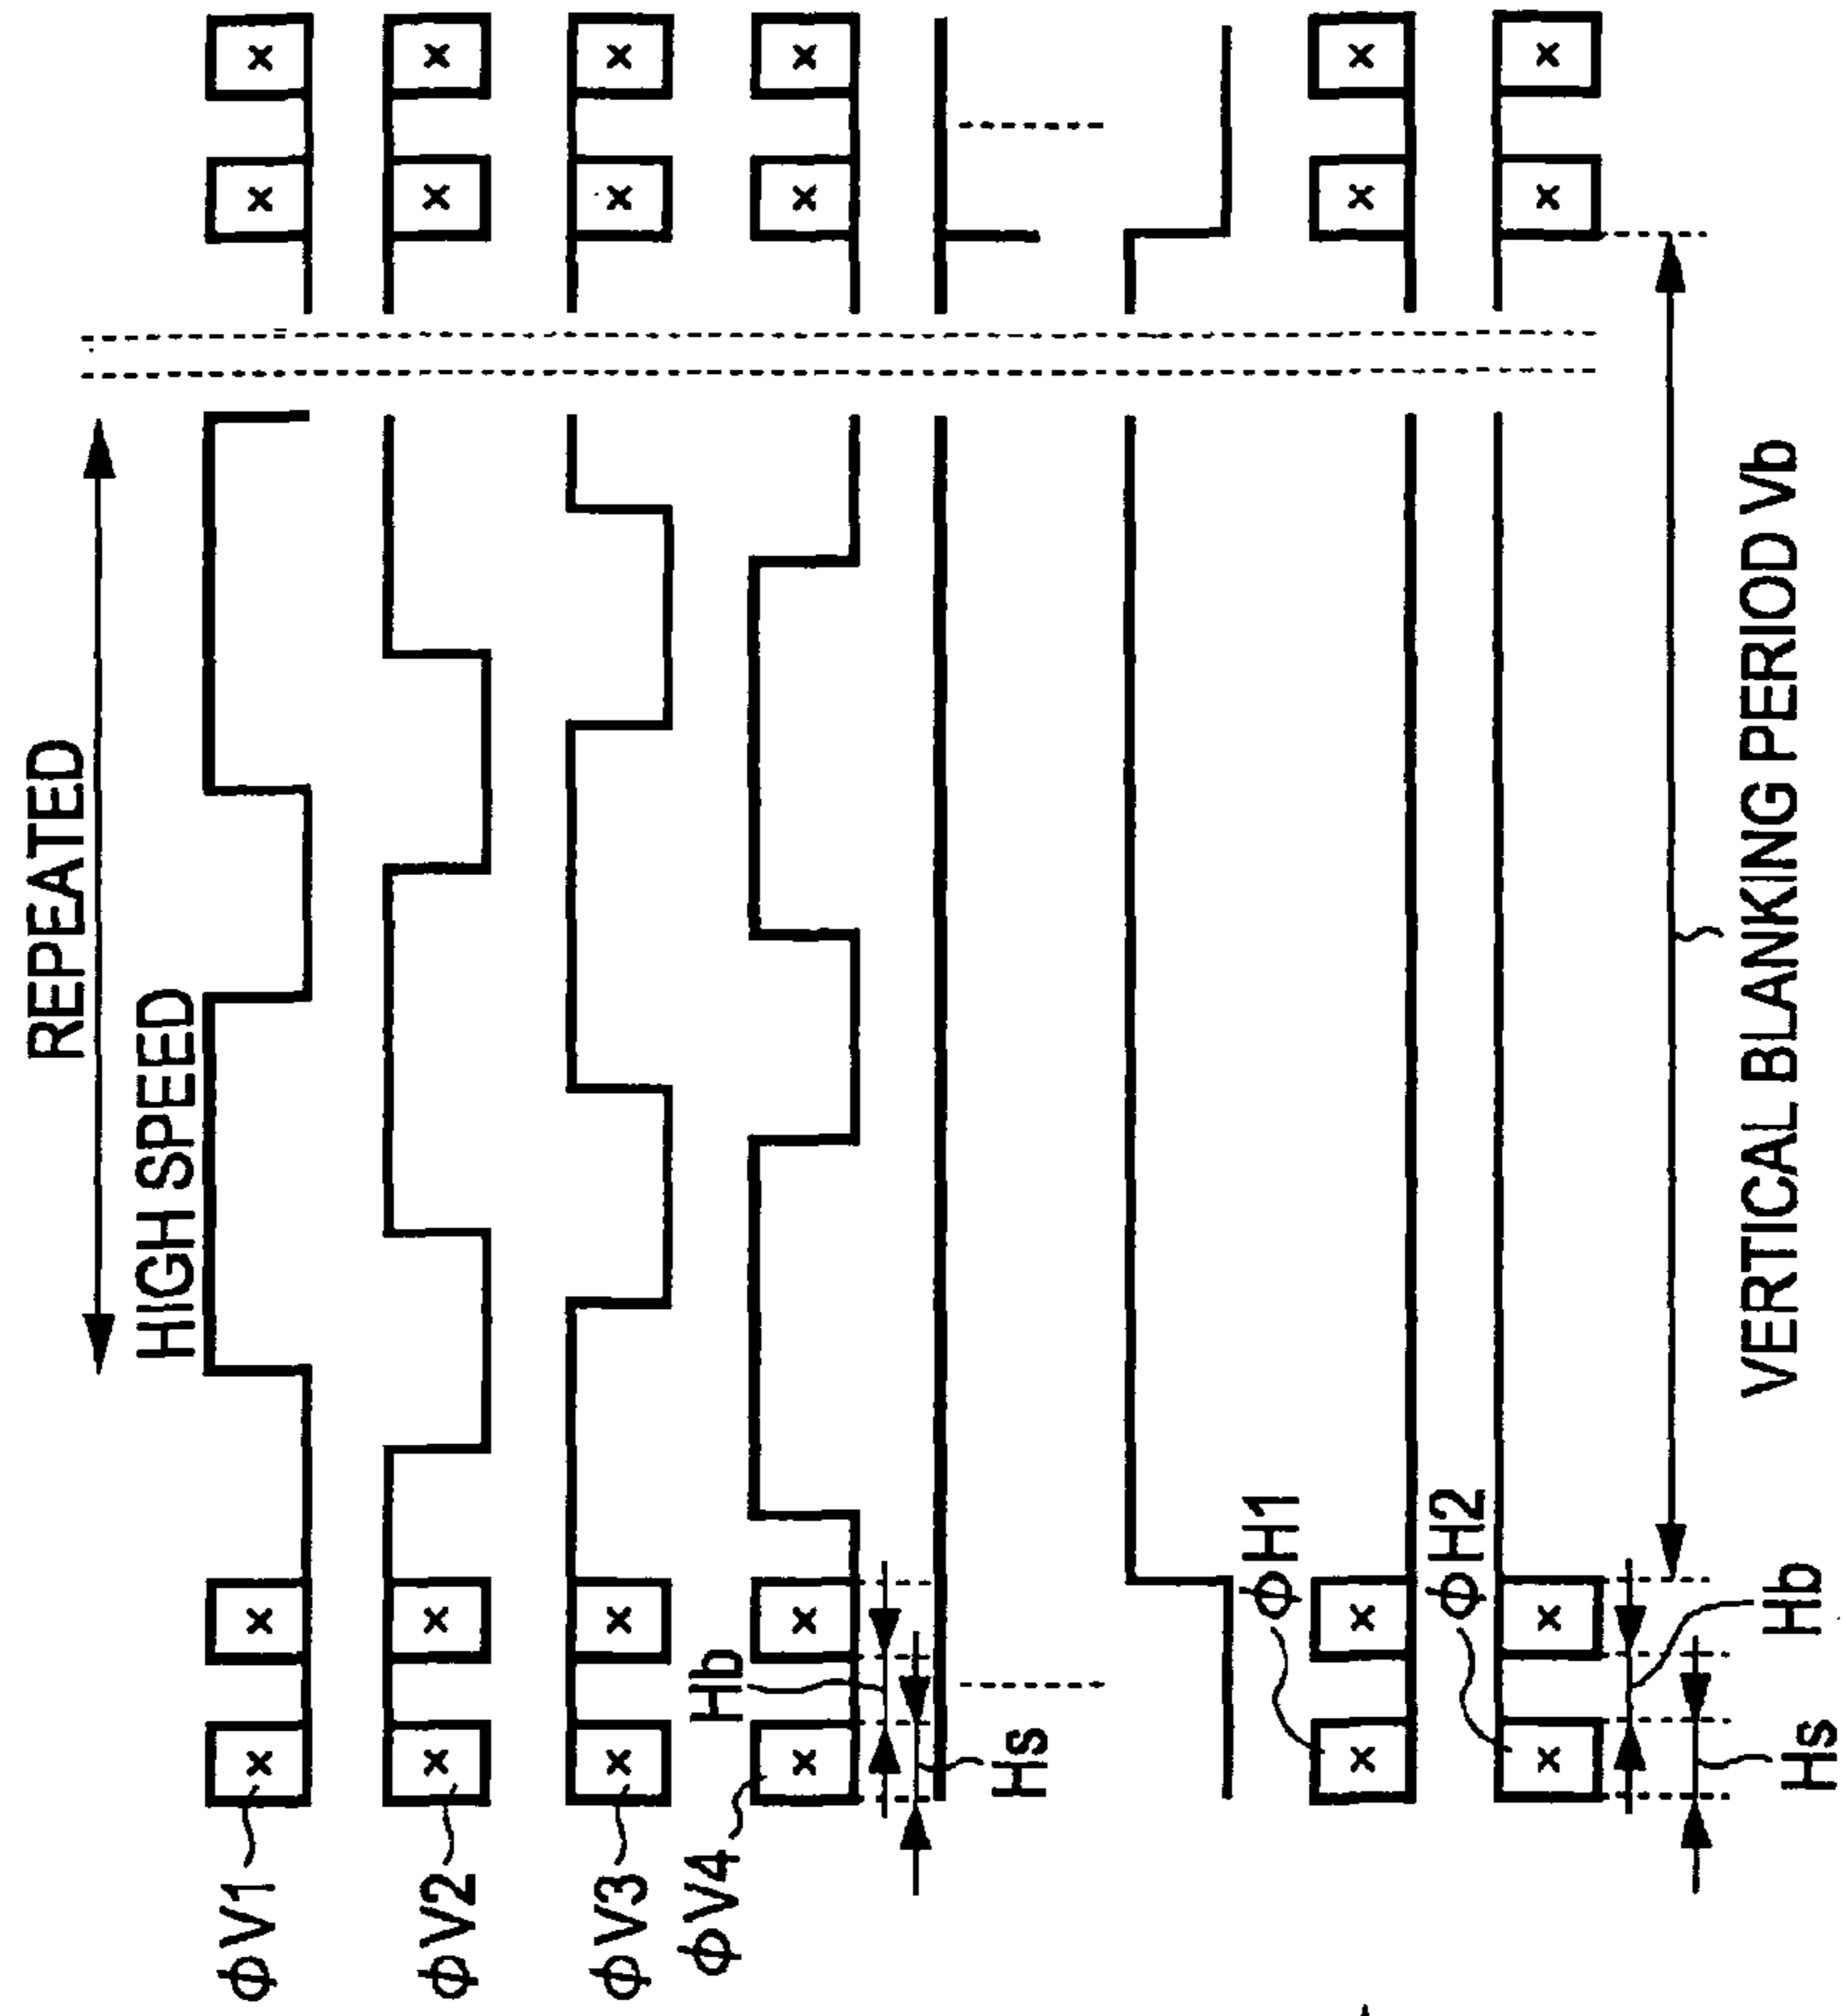 REPEATED
HIGH SPEED
ΦV1
× × × ×
ΦV2
× × × ×
ΦV3
× × × ×
ΦV4
× × × ×
Hb
Hs
ΦH1
× × × ×
ΦH2
× × × ×
Hb
Hs
VERTICAL BLANKING PERIOD Vb